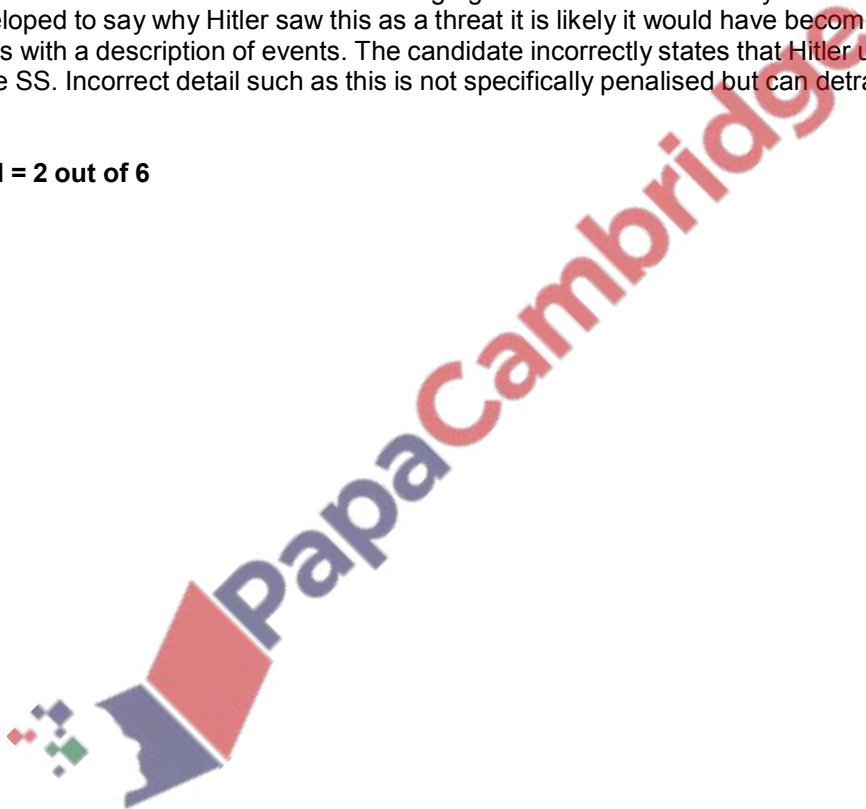 eloped to say why Hitler saw this as a threat it is likely it would have becom
s with a description of events. The candidate incorrectly states that Hitler u
e SS. Incorrect detail such as this is not specifically penalised but can detra
= 2 out of 6
PapaCambridge